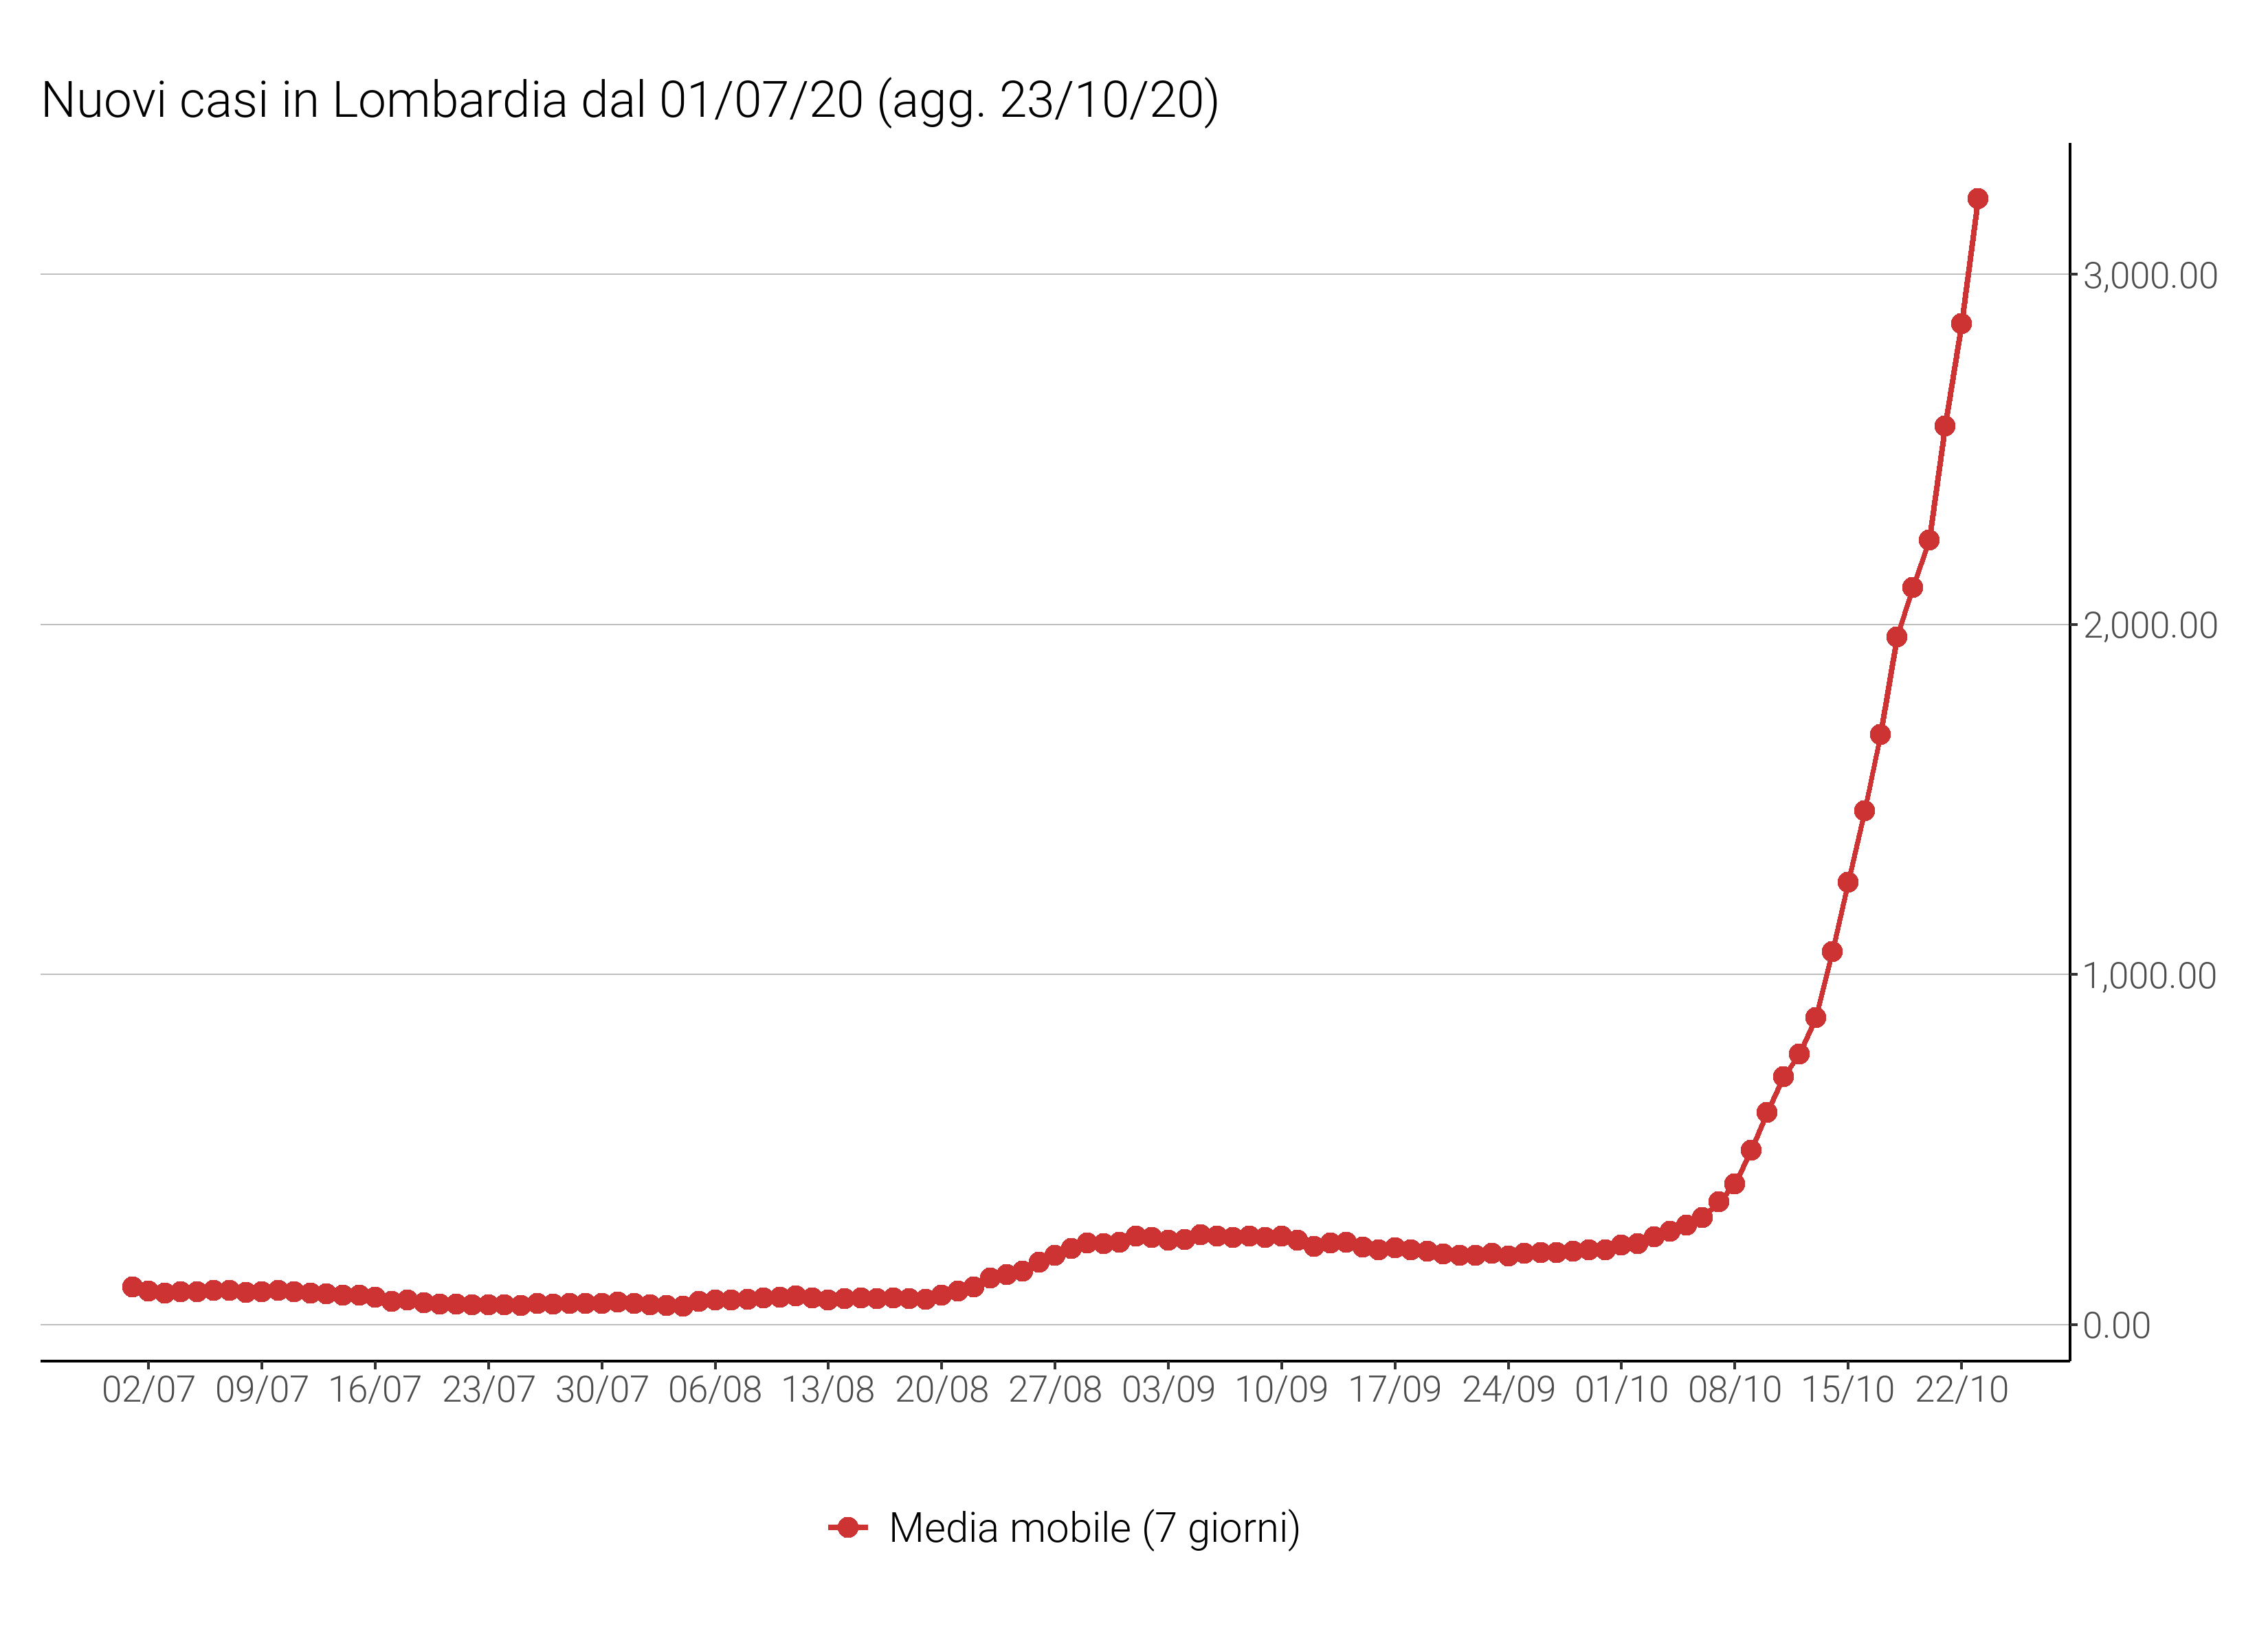 Nuovi casi in Lombardia dal 01/07/20 (agg. 23/10/20)
3,000.00
2,000.00
1,000.00
0.00
02/07 09/07 16/07 23/07 30/07 06/08 13/08 20/08 27/08 03/09 10/09 17/09 24/09 01/10 08/10 15/10 22/10
Media mobile (7 giorni)